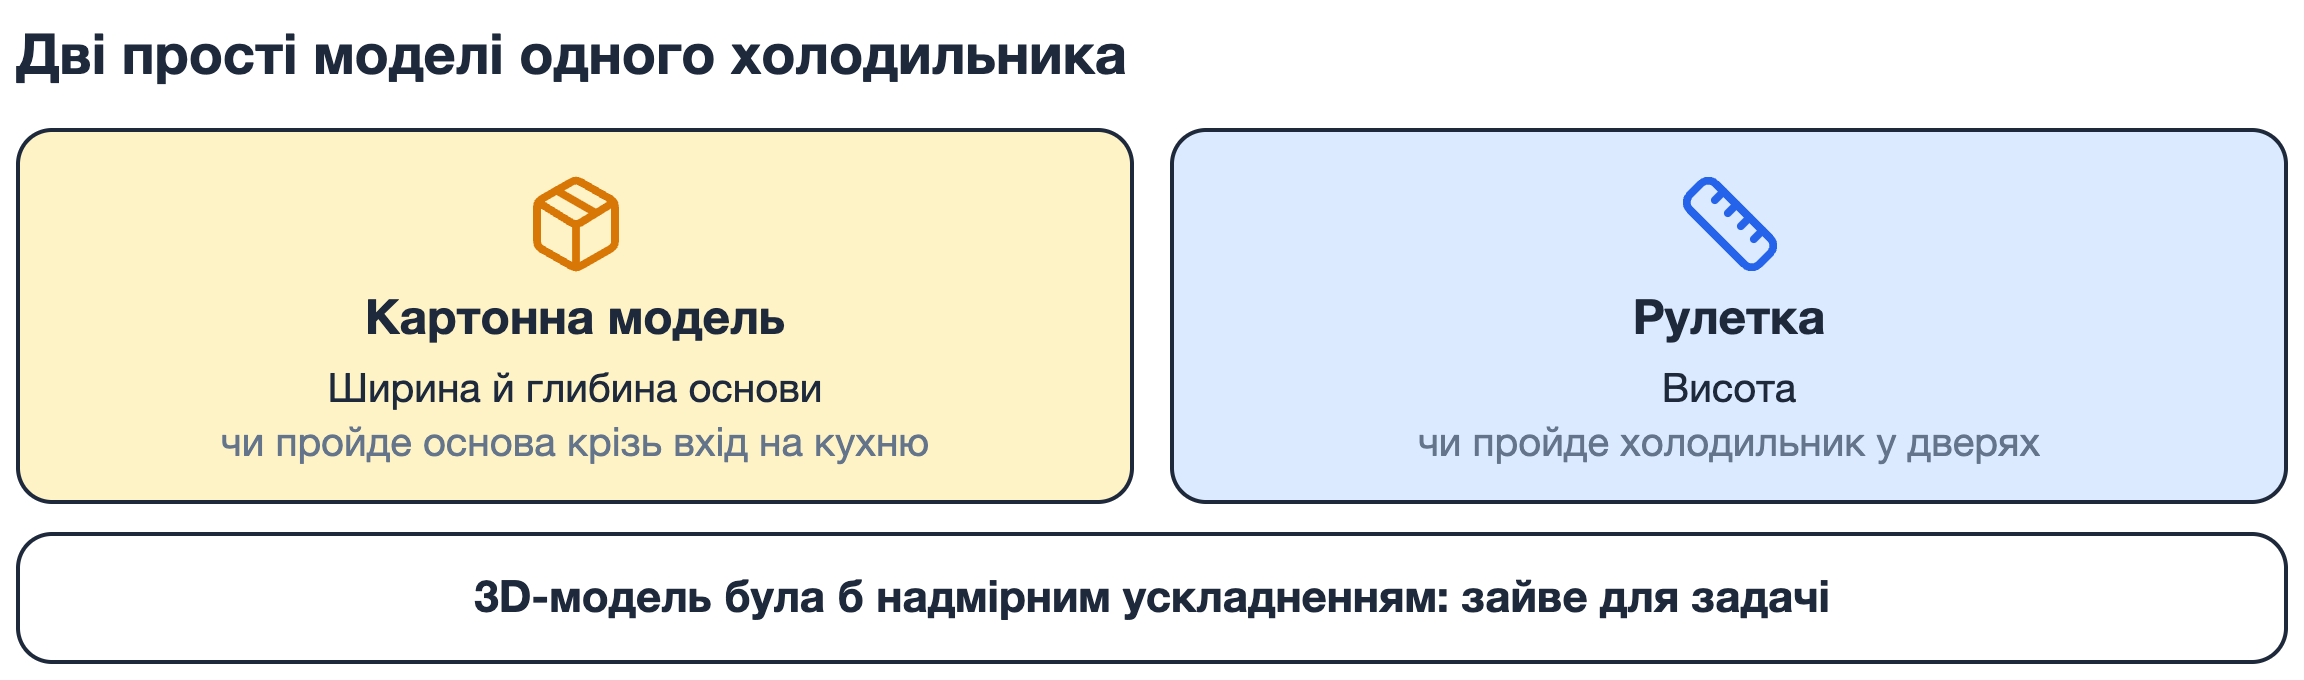 Дві прості моделі одного холодильника
Картонна модель
Ширина й глибина основи
чи пройде основа крізь вхід на кухню
Рулетка
Висота
чи пройде холодильник у дверях
3D-модель була б надмірним ускладненням: зайве для задачі